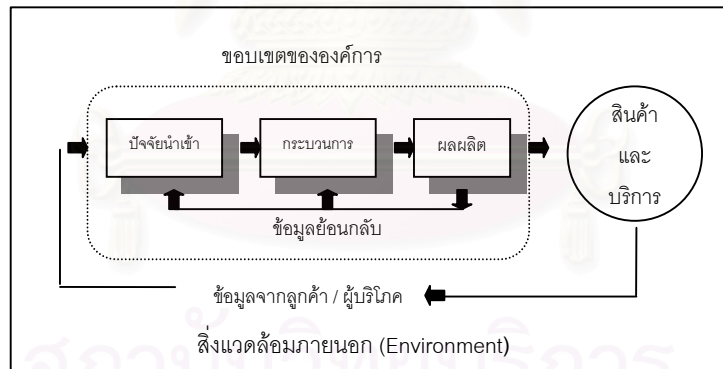 ขอบเขตขององค์การ
ปัจจัยนำเข้า
กระบวนการ
ผลผลิต
สินค้า
และ
บริการ
ข้อมูลย้อนกลับ
ข้อมูลจากลูกค้า / ผู้บริโภค
สิ่งแวดล้อมภายนอก (Environment)